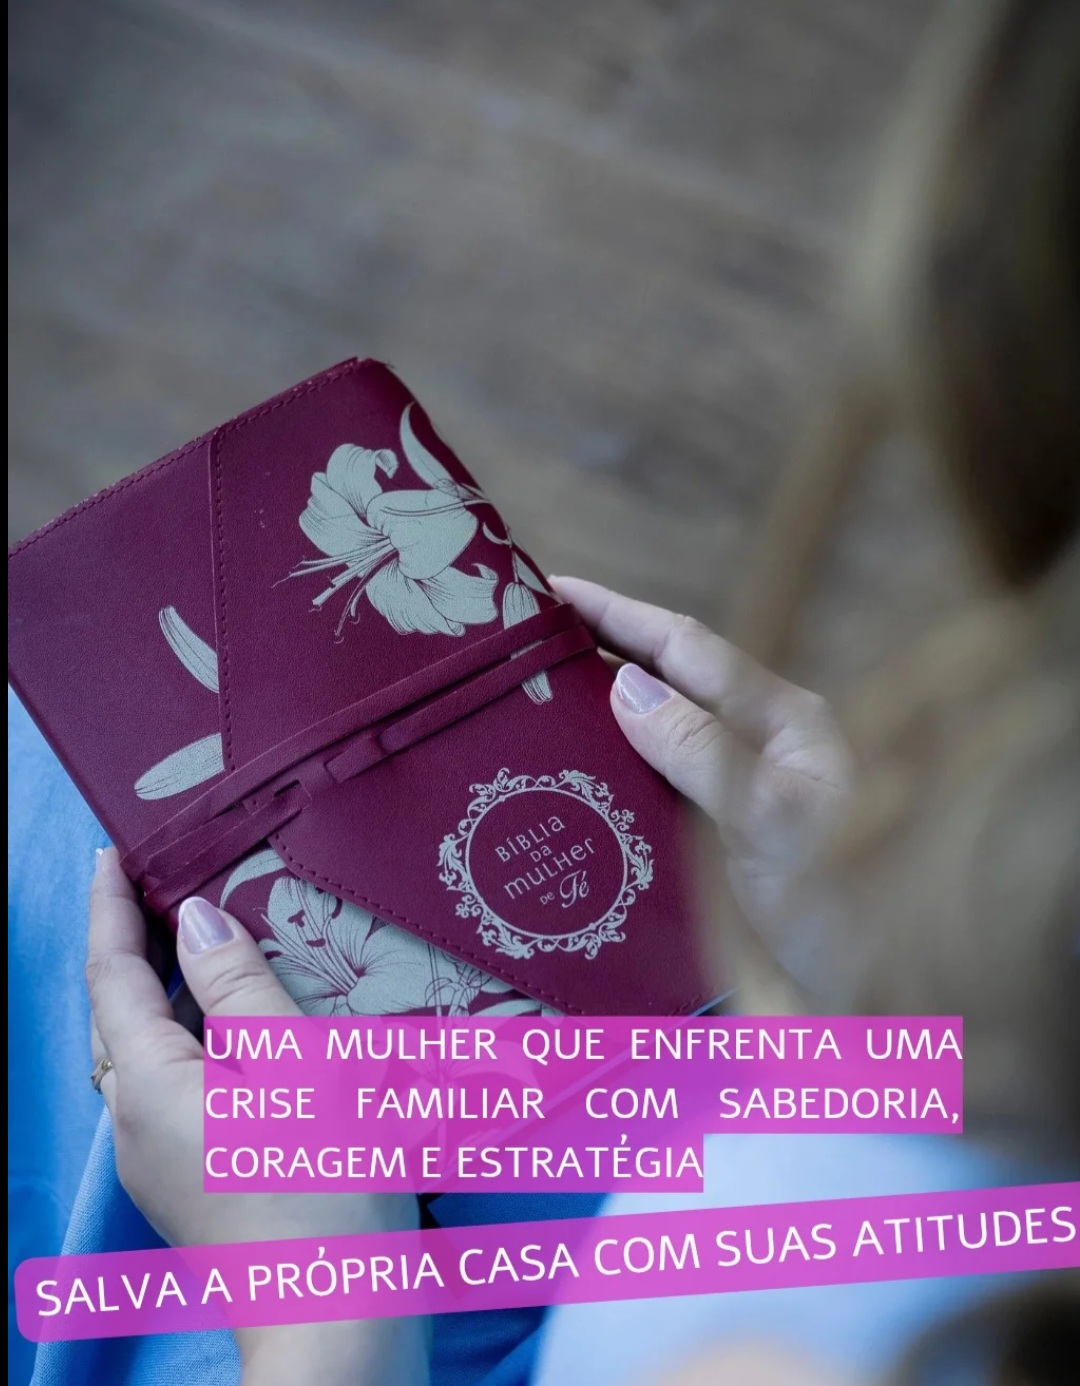 BÍBLIA
DA
MULHER
DE Fé
UMA MULHER QUE ENFRENTA UMA
CRISE FAMILIAR COM SABEDORIA,
CORAGEM E ESTRATÉGIA
SALVA A PRÓPRIA CASA COM SUAS ATITUDES